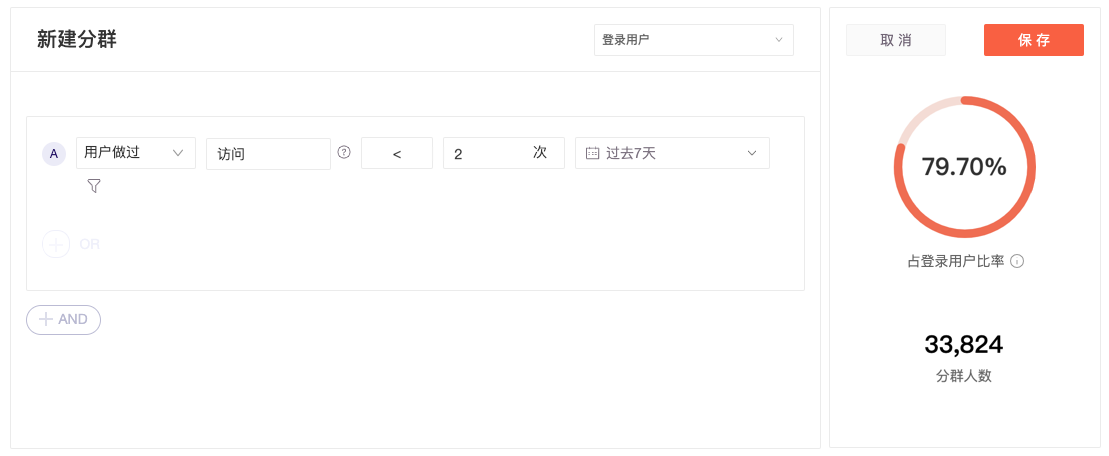 新建分群
登录用户
取 消
保 存
A 用户做过 访问 ? < 2 次 过去7天
OR
AND
79.70%
占登录用户比率
33,824
分群人数